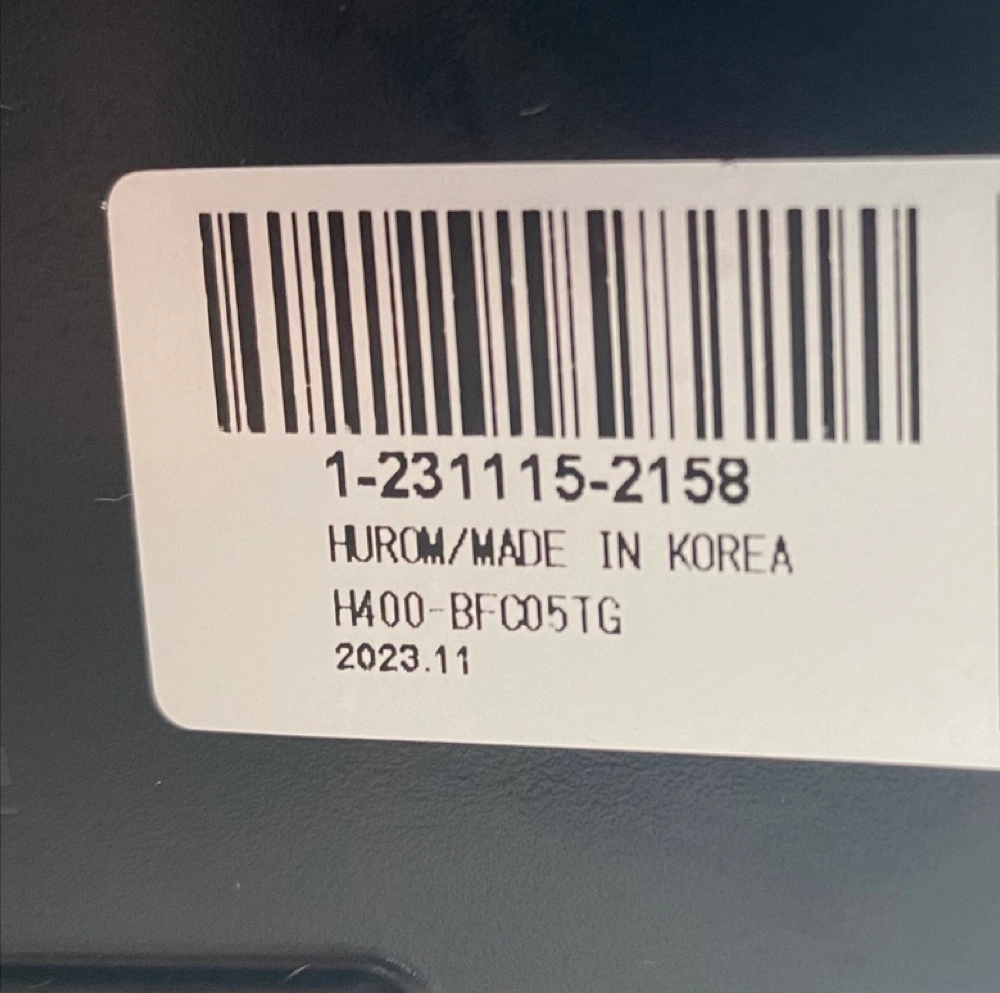 1-231115-2158
HUROM/MADE IN KOREA
H400-BFC05TG
2023.11